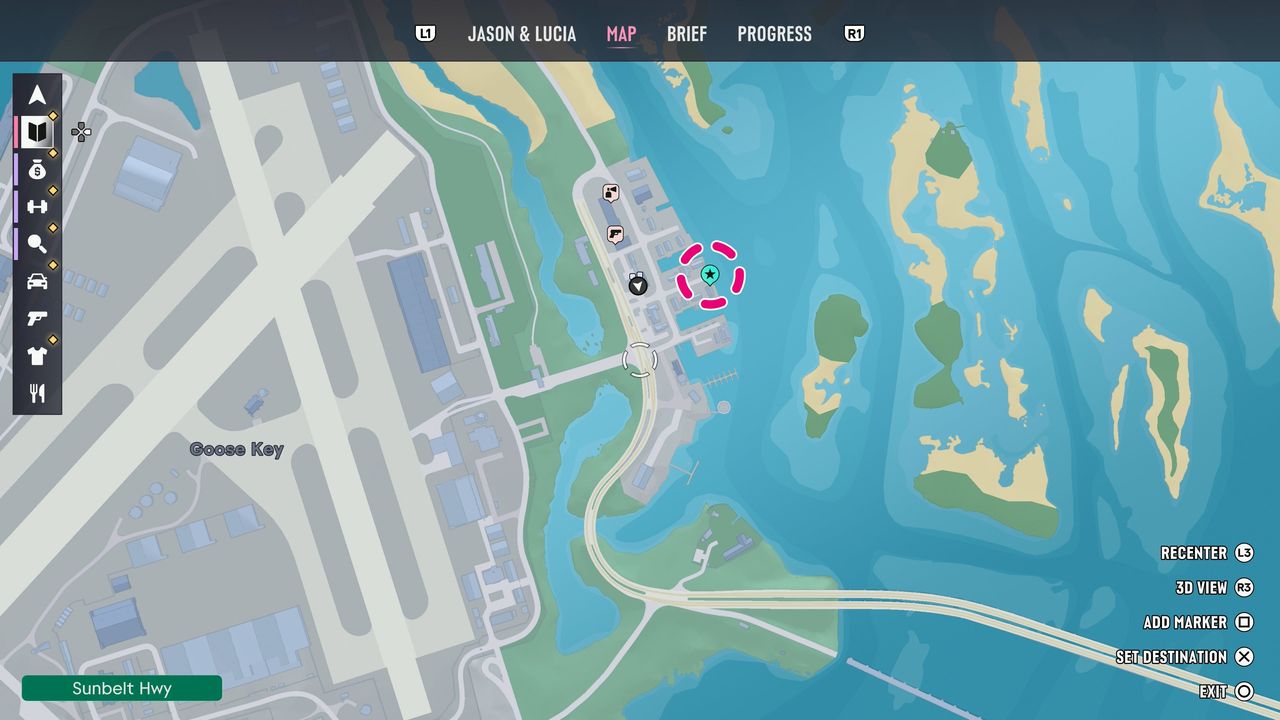 L1 JASON & LUCIA MAP BRIEF PROGRESS R1
$
Goose Key
RECENTER L3
3D VIEW R3
ADD MARKER
SET DESTINATION
EXIT
Sunbelt Hwy